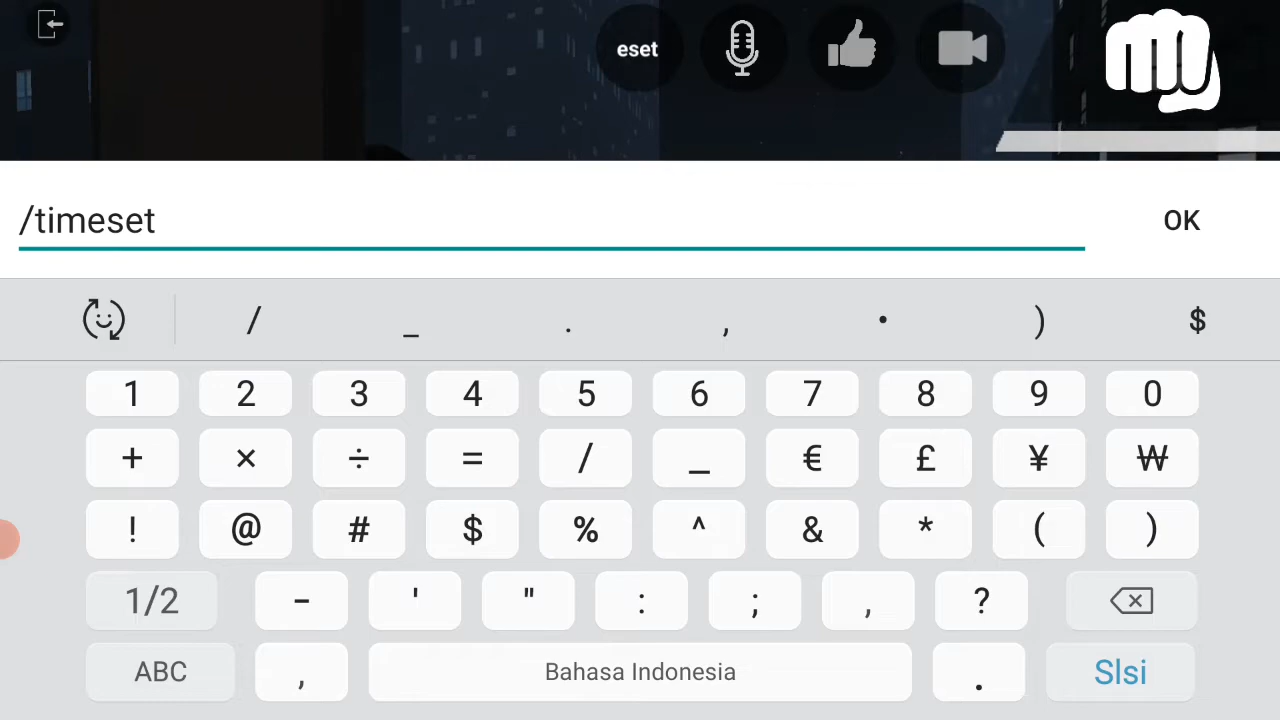 eset
/timeset OK
/ _ . , • ) $
1 2 3 4 5 6 7 8 9 0
+ × ÷ = / _ € £ ¥ ₩
! @ # $ % ^ & * ( )
1/2 - ' " : ; , ?
ABC , Bahasa Indonesia . Slsi